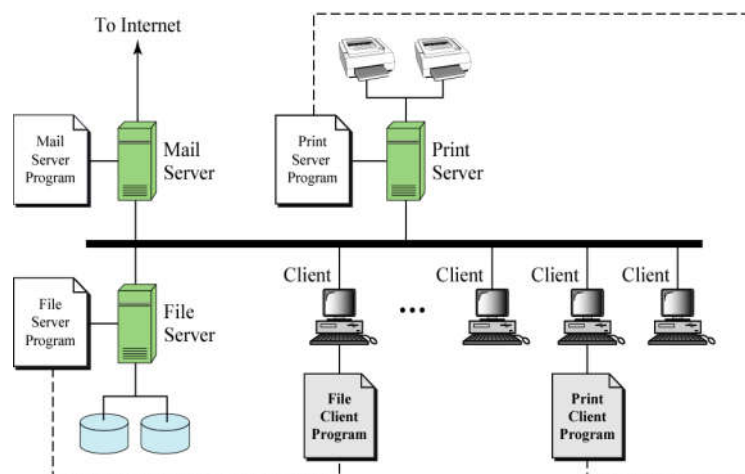 To Internet
Mail
Server
Program
Mail
Server
Print
Server
Program
Print
Server
Client
Client
Client
Client
File
Server
Program
File
Server
File
Client
Program
Print
Client
Program